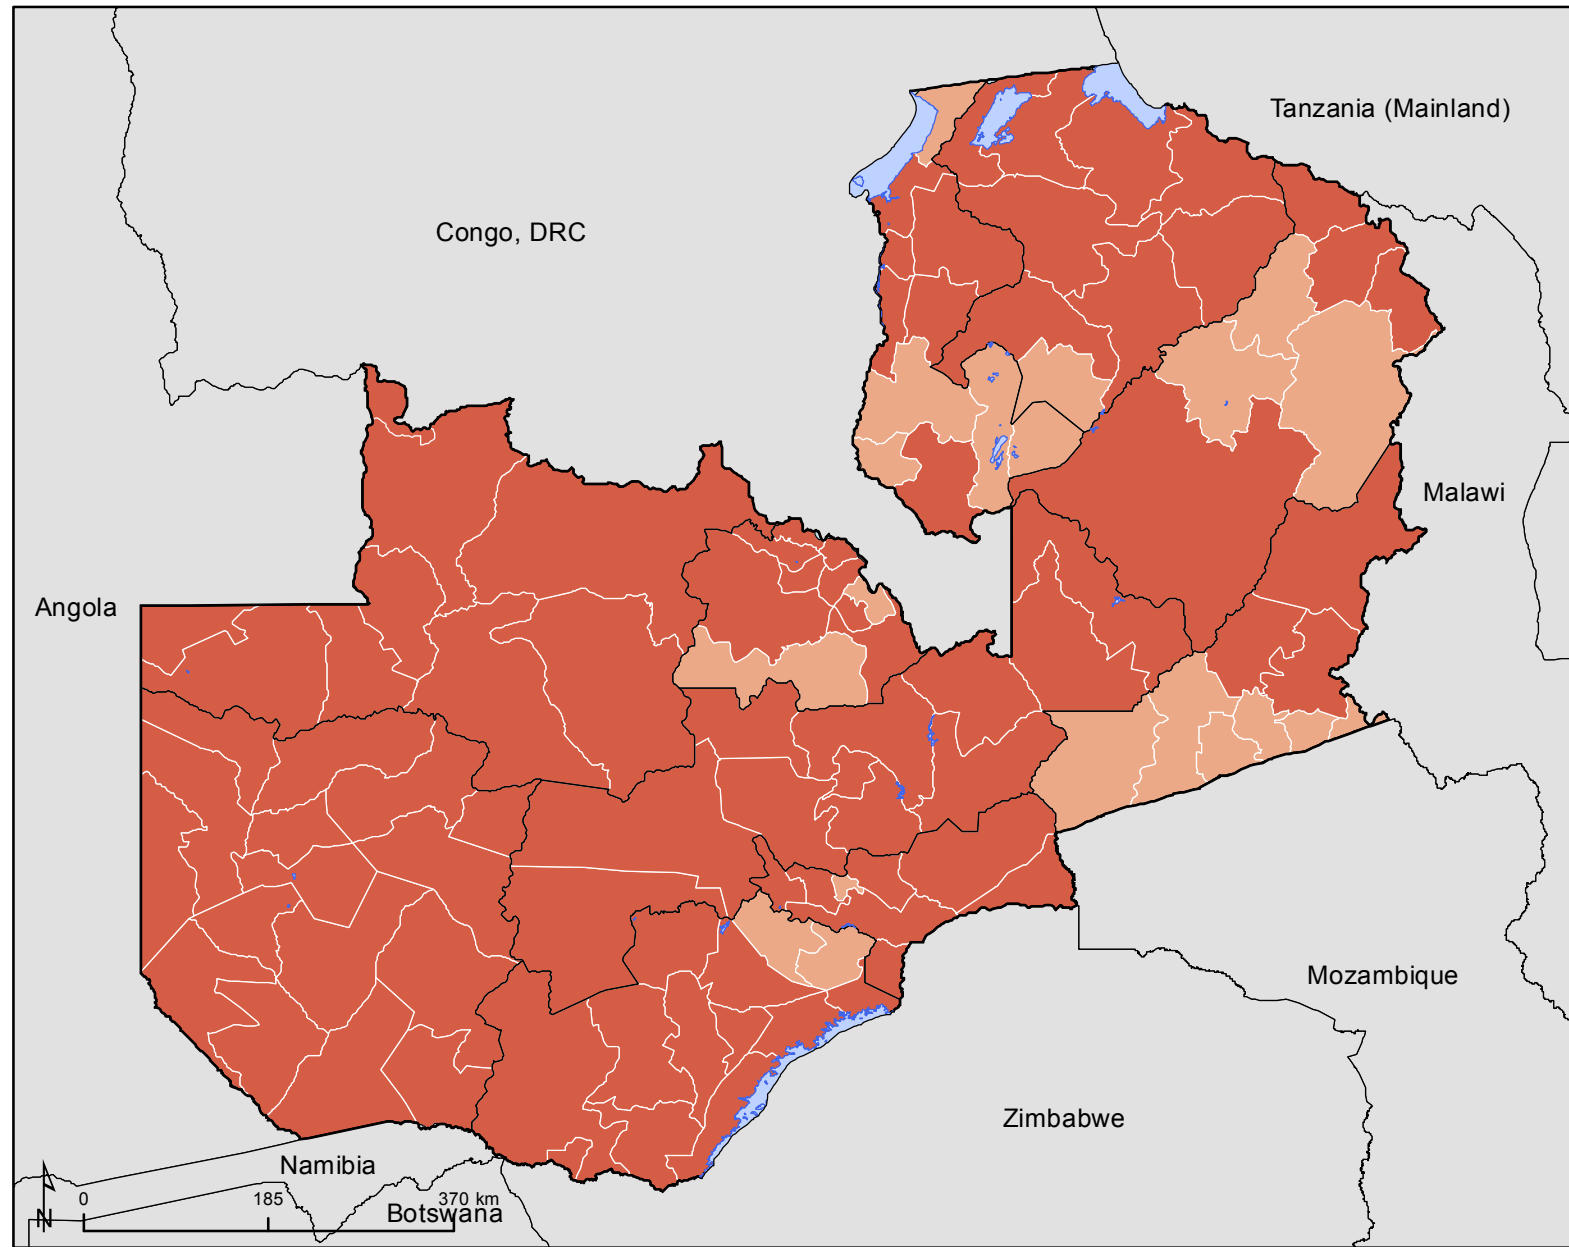 Tanzania (Mainland)
Congo, DRC
Malawi
Angola
Mozambique
Zimbabwe
Namibia
Botswana
N
0 185 370 km